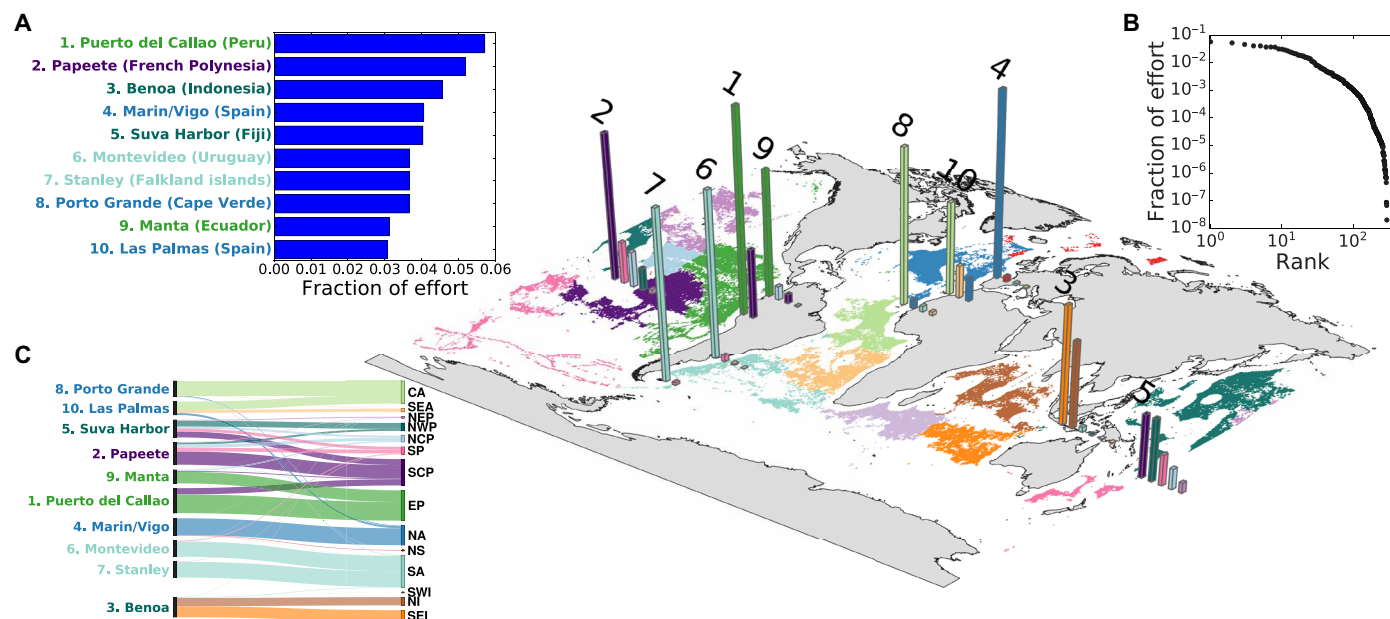 A
1. Puerto del Callao (Peru)
2. Papeete (French Polynesia)
3. Benoa (Indonesia)
4. Marin/Vigo (Spain)
5. Suva Harbor (Fiji)
6. Montevideo (Uruguay)
7. Stanley (Falkland islands)
8. Porto Grande (Cape Verde)
9. Manta (Ecuador)
10. Las Palmas (Spain)
0.00 0.01 0.02 0.03 0.04 0.05 0.06
Fraction of effort
2
7
6
1
9
8
10
4
3
5
B
Fraction of effort
10⁻¹
10⁻²
10⁻³
10⁻⁴
10⁻⁵
10⁻⁶
10⁻⁷
10⁻⁸
10⁰ 10¹ 10²
Rank
C
8. Porto Grande
10. Las Palmas
5. Suva Harbor
2. Papeete
9. Manta
1. Puerto del Callao
4. Marin/Vigo
6. Montevideo
7. Stanley
3. Benoa
CA
SEA
NEP
NWP
NCP
SP
SCP
EP
NA
NS
SA
SWI
NI
SEI